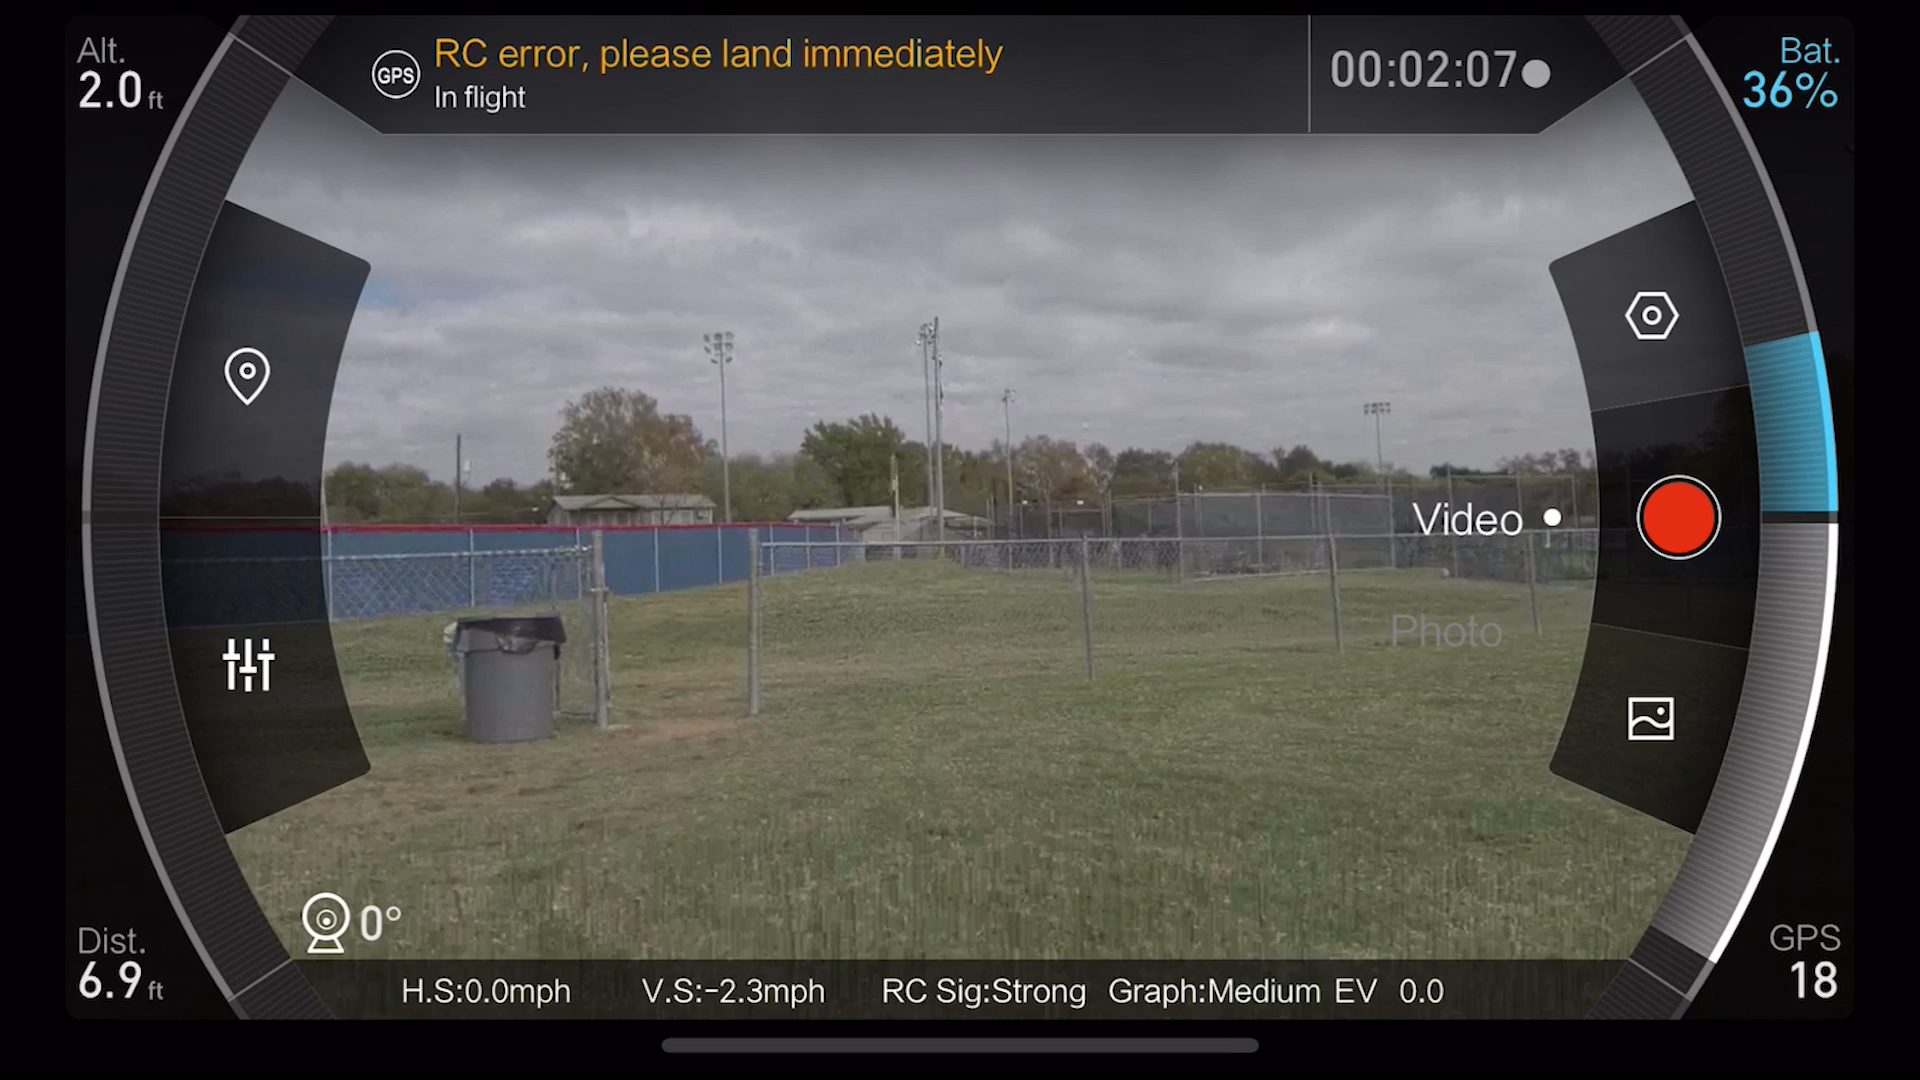 Alt.
2.0 ft
GPS
RC error, please land immediately
In flight
00:02:07
Bat.
36%
Video
Photo
0°
Dist.
6.9 ft
H.S:0.0mph V.S:-2.3mph RC Sig:Strong Graph:Medium EV 0.0
GPS
18